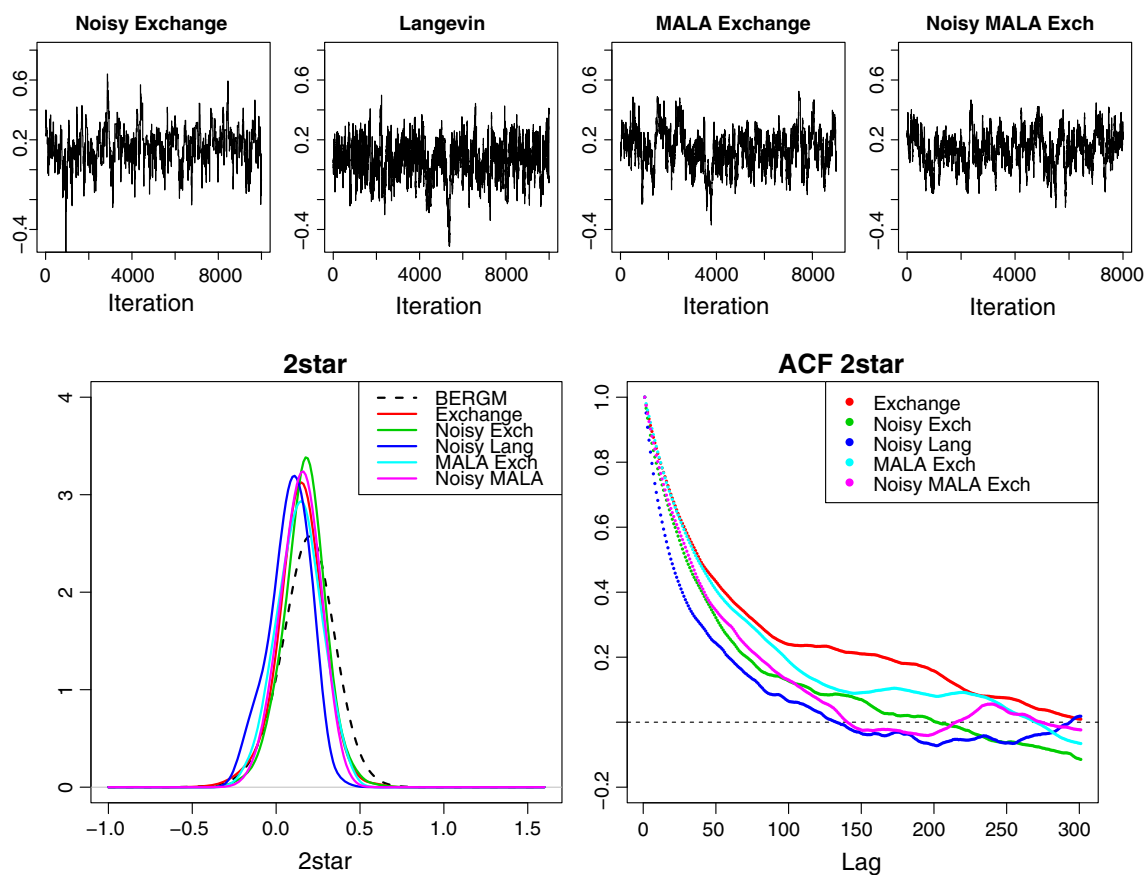 Noisy Exchange
Langevin
MALA Exchange
Noisy MALA Exch
0.6
0.2
−0.4
0
4000
8000
Iteration
0.6
0.2
−0.4
0
4000
8000
Iteration
0.6
0.2
−0.4
0
4000
8000
Iteration
0.6
0.2
−0.4
0
4000
8000
Iteration
2star
4
3
2
1
0
BERGM
Exchange
Noisy Exch
Noisy Lang
MALA Exch
Noisy MALA
−1.0
−0.5
0.0
0.5
1.0
1.5
2star
ACF 2star
1.0
0.8
0.6
0.4
0.2
−0.2
Exchange
Noisy Exch
Noisy Lang
MALA Exch
Noisy MALA Exch
0
50
100
150
200
250
300
Lag